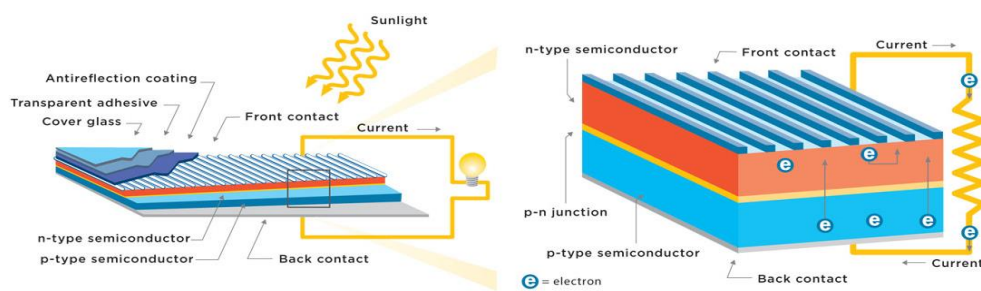 Sunlight
Antireflection coating
Transparent adhesive
Cover glass
Front contact
Current
n-type semiconductor
p-type semiconductor
Back contact
n-type semiconductor
Front contact
Current
e
e
e
e
e
p-n junction
p-type semiconductor
e
e
e
e
e = electron
Current
Back contact